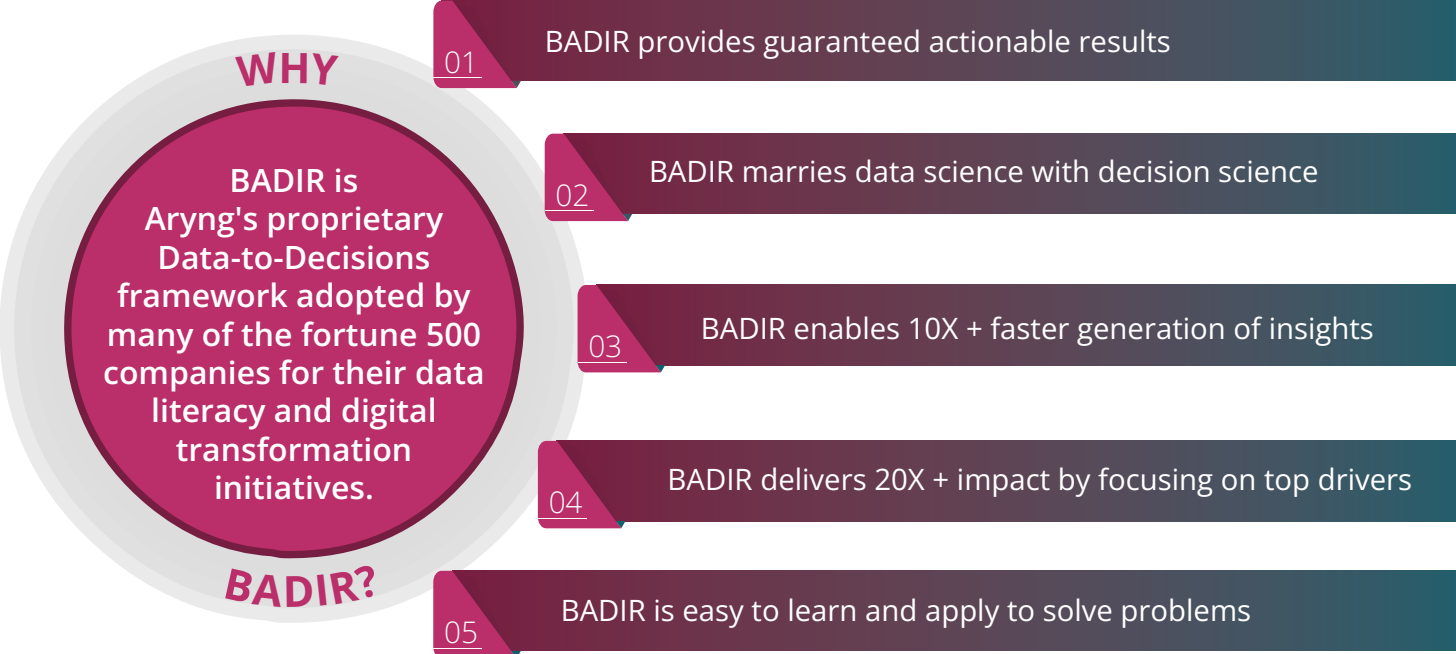 WHY
BADIR is
Aryng's proprietary
Data-to-Decisions
framework adopted by
many of the fortune 500
companies for their data
literacy and digital
transformation
initiatives.
BADIR?
01
BADIR provides guaranteed actionable results
02
BADIR marries data science with decision science
03
BADIR enables 10X + faster generation of insights
04
BADIR delivers 20X + impact by focusing on top drivers
05
BADIR is easy to learn and apply to solve problems